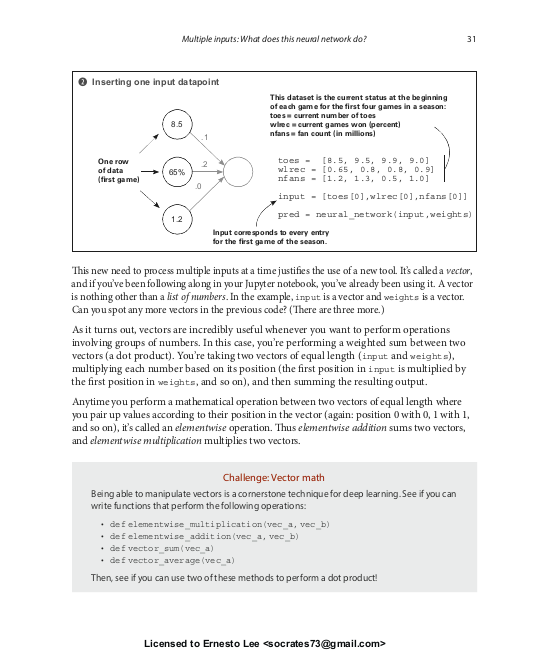 Multiple inputs: What does this neural network do?
31
2 Inserting one input datapoint
This dataset is the current status at the beginning
of each game for the first four games in a season:
toes = current number of toes
wlrec = current games won (percent)
nfans = fan count (in millions)
8.5
.1
One row
of data
(first game)
65%
.2
.0
1.2
toes = [8.5, 9.5, 9.9, 9.0]
wlrec = [0.65, 0.8, 0.8, 0.9]
nfans = [1.2, 1.3, 0.5, 1.0]
input = [toes[0],wlrec[0],nfans[0]]
pred = neural_network(input,weights)
Input corresponds to every entry
for the first game of the season.
This new need to process multiple inputs at a time justifies the use of a new tool. It's called a vector,
and if you've been following along in your Jupyter notebook, you've already been using it. A vector
is nothing other than a list of numbers. In the example, input is a vector and weights is a vector.
Can you spot any more vectors in the previous code? (There are three more.)
As it turns out, vectors are incredibly useful whenever you want to perform operations
involving groups of numbers. In this case, you're performing a weighted sum between two
vectors (a dot product). You're taking two vectors of equal length (input and weights),
multiplying each number based on its position (the first position in input is multiplied by
the first position in weights, and so on), and then summing the resulting output.
Anytime you perform a mathematical operation between two vectors of equal length where
you pair up values according to their position in the vector (again: position 0 with 0, 1 with 1,
and so on), it's called an elementwise operation. Thus elementwise addition sums two vectors,
and elementwise multiplication multiplies two vectors.
Challenge: Vector math
Being able to manipulate vectors is a cornerstone technique for deep learning. See if you can
write functions that perform the following operations:
• def elementwise_multiplication(vec_a, vec_b)
• def elementwise_addition(vec_a, vec_b)
• def vector_sum(vec_a)
• def vector_average(vec_a)
Then, see if you can use two of these methods to perform a dot product!
Licensed to Ernesto Lee <socrates73@gmail.com>